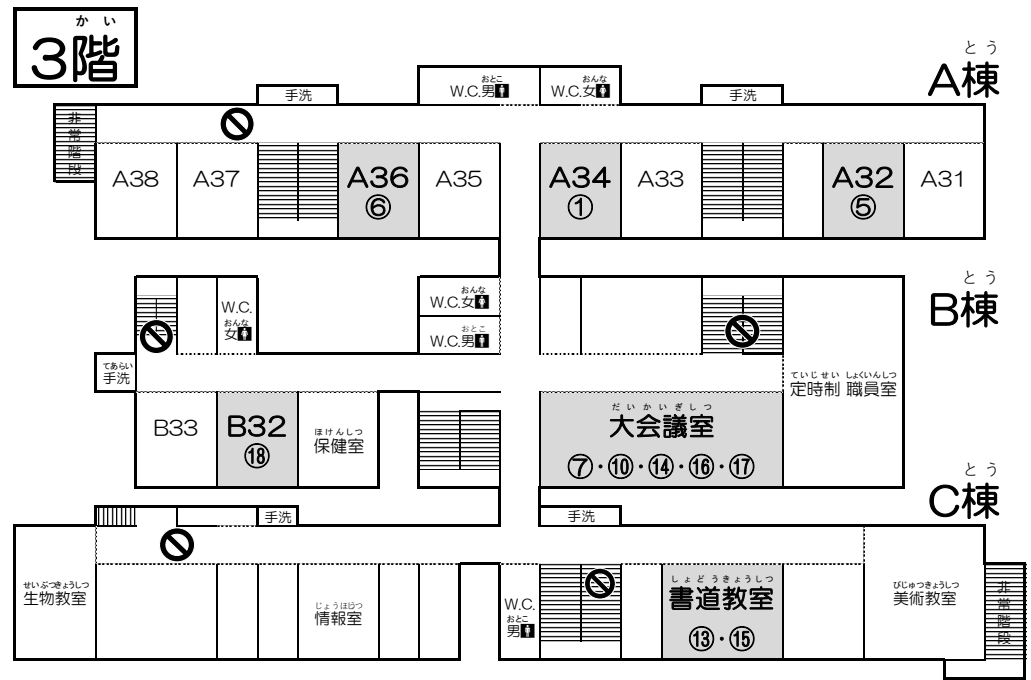 かい
3階
とう
A棟
おとこ
W.C.男
おんな
W.C.女
手洗
手洗
非常階段
A38
A37
A36
⑥
A35
A34
①
A33
A32
⑤
A31
とう
B棟
W.C.
おんな
女
おんな
W.C.女
おとこ
W.C.男
てあらい
手洗
ていじせい しょくいんしつ
定時制 職員室
B33
B32
⑱
ほけんしつ
保健室
だいかいぎしつ
大会議室
⑦・⑩・⑭・⑯・⑰
とう
C棟
手洗
手洗
せいぶつきょうしつ
生物教室
じょうほうしつ
情報室
W.C.
おとこ
男
しょどうきょうしつ
書道教室
⑬・⑮
びじゅつきょうしつ
美術教室
非常階段